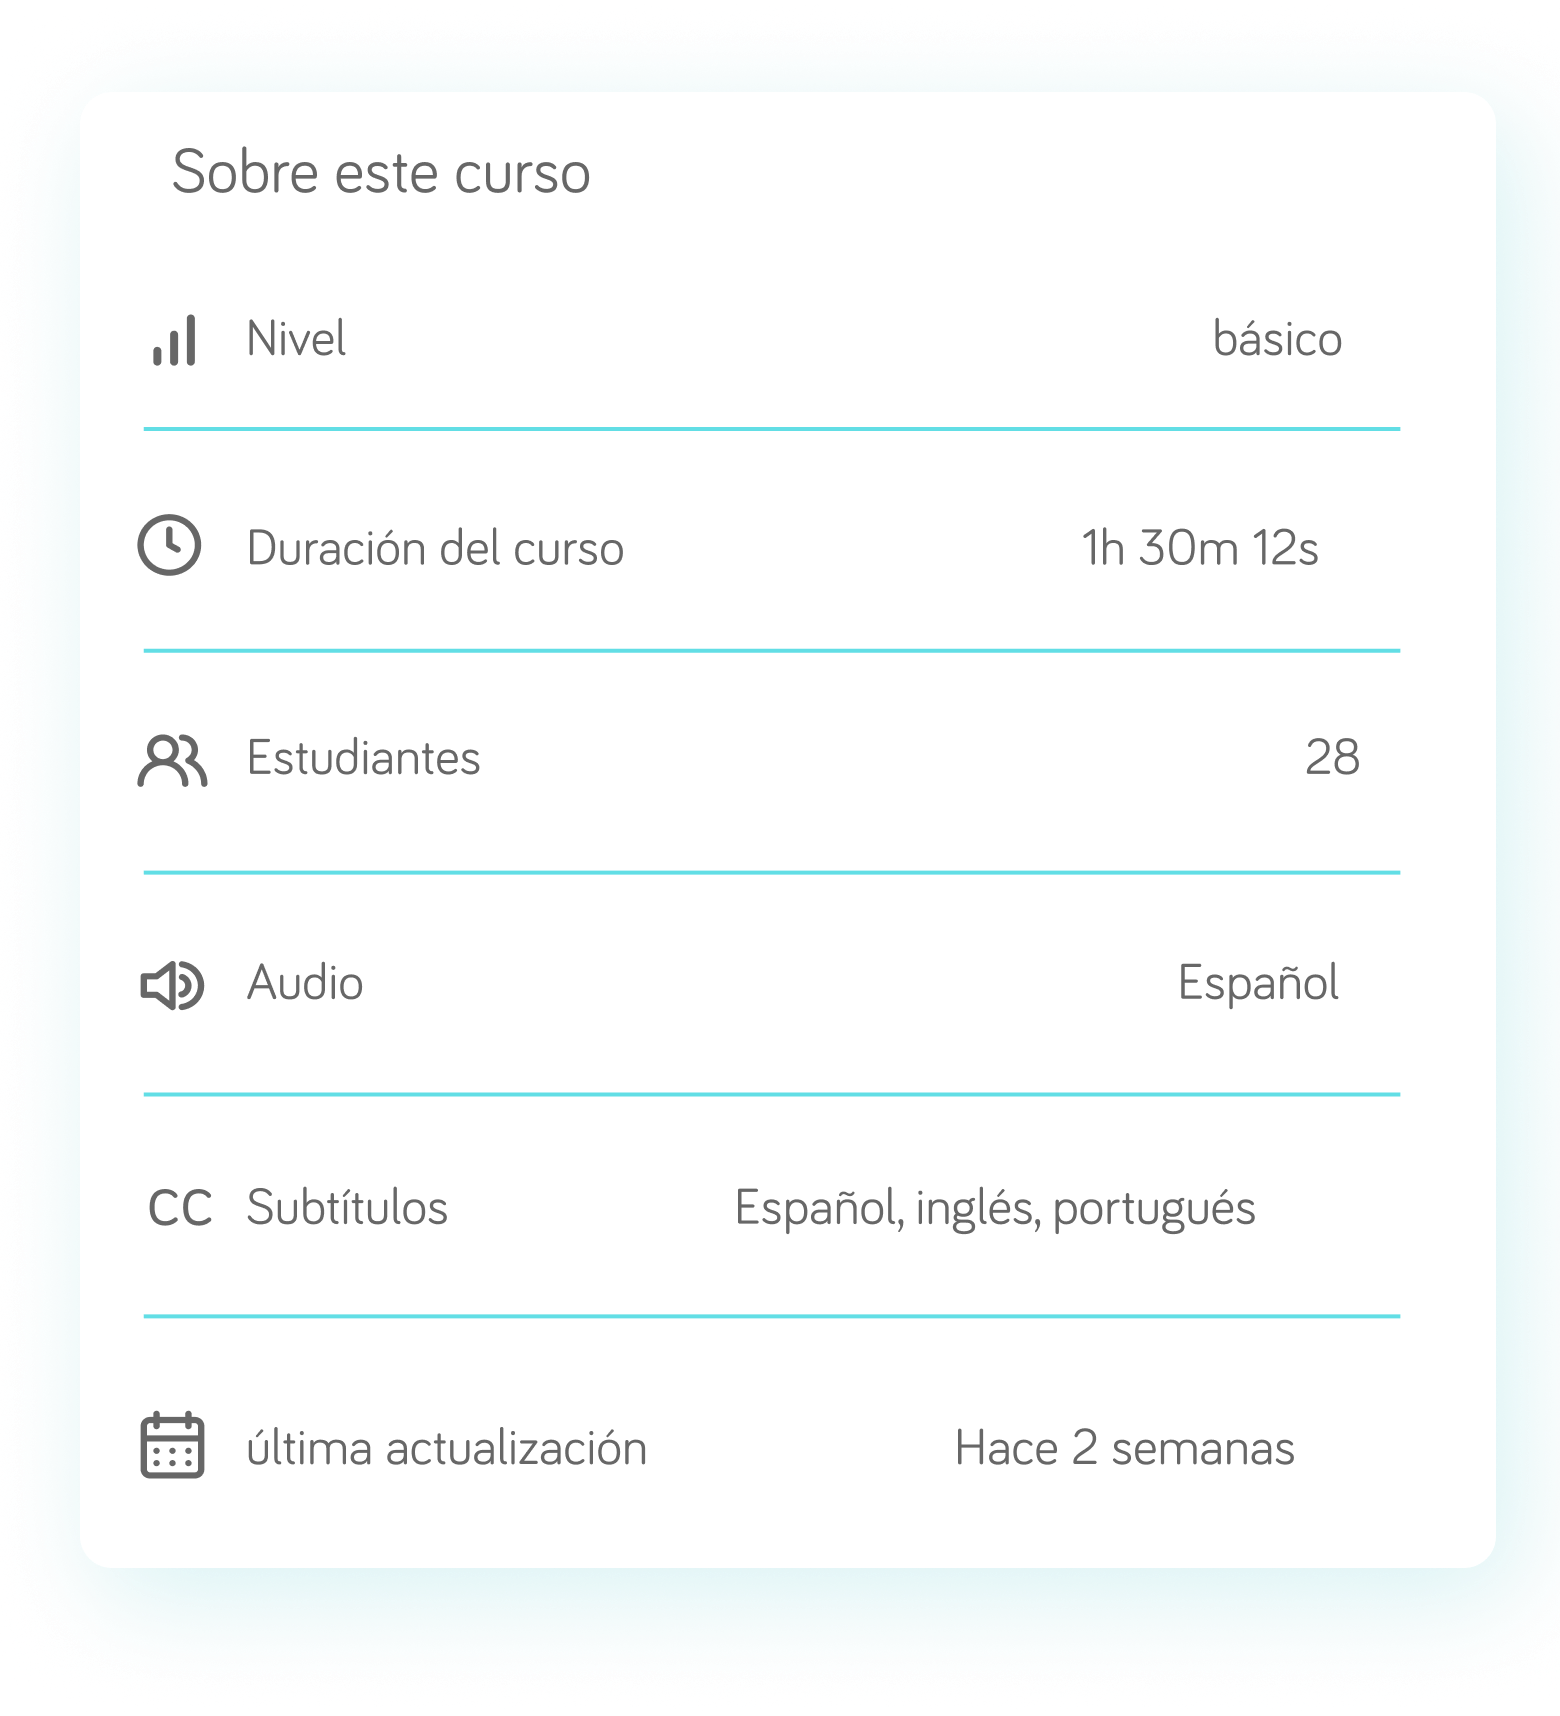 Sobre este curso
Nivel básico
Duración del curso 1h 30m 12s
Estudiantes 28
Audio Español
CC Subtítulos Español, inglés, portugués
última actualización Hace 2 semanas